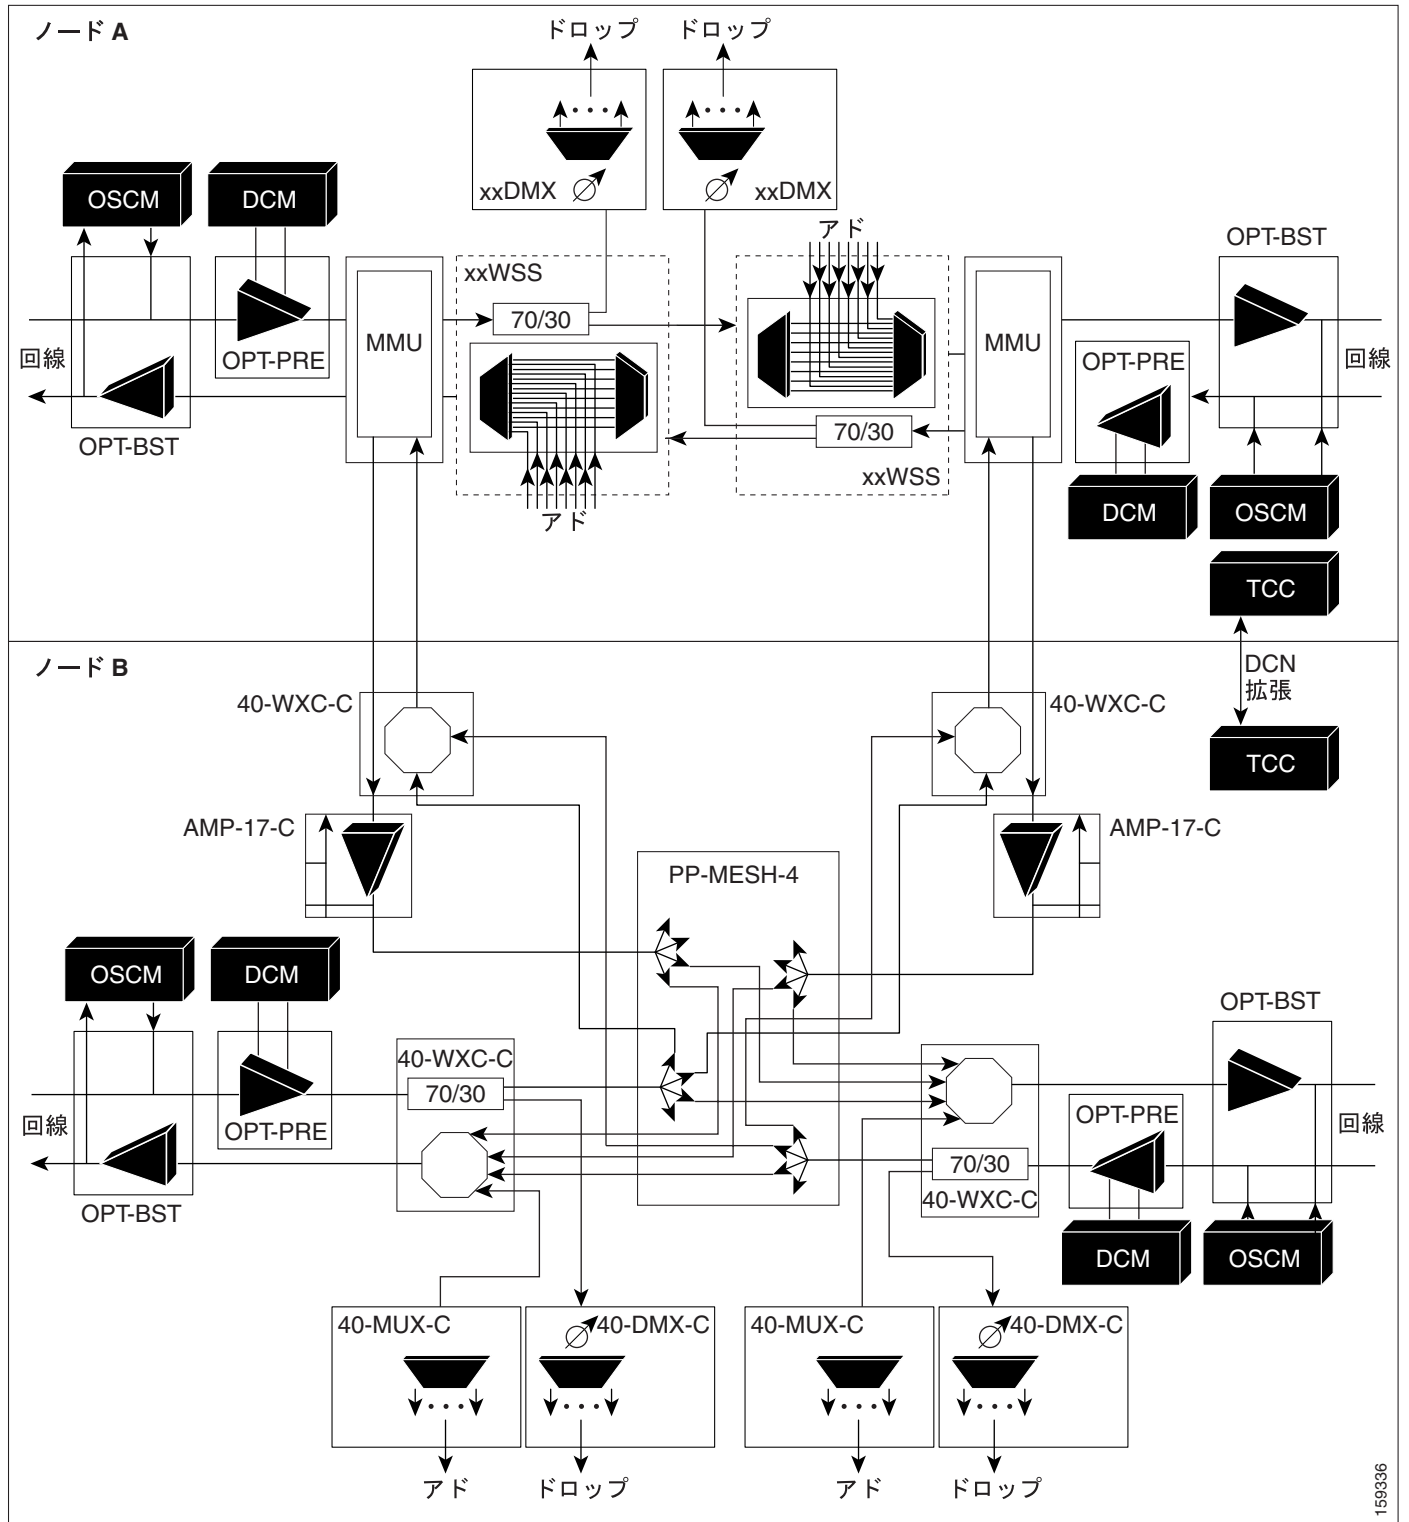 ノード A
ドロップ
ドロップ
xxDMX
xxDMX
OSCM
DCM
アド
OPT-BST
xxWSS
70/30
MMU
MMU
OPT-PRE
OPT-PRE
回線
回線
OPT-BST
70/30
xxWSS
アド
DCM
OSCM
TCC
DCN
拡張
TCC
ノード B
40-WXC-C
40-WXC-C
AMP-17-C
AMP-17-C
PP-MESH-4
OSCM
DCM
OPT-BST
40-WXC-C
70/30
OPT-PRE
OPT-PRE
回線
回線
70/30
40-WXC-C
OPT-BST
DCM
OSCM
40-MUX-C
40-DMX-C
40-MUX-C
40-DMX-C
アド
ドロップ
アド
ドロップ
159336